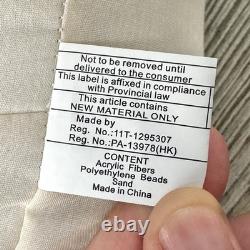 Not to be removed until
delivered to the consumer
This label is affixed in compliance
with Provincial law
This article contains
NEW MATERIAL ONLY
Made by
Reg. No.:11T-1295307
Reg. No.:PA-13978(HK)
CONTENT
Acrylic Fibers
Polyethylene Beads
Sand
Made in China